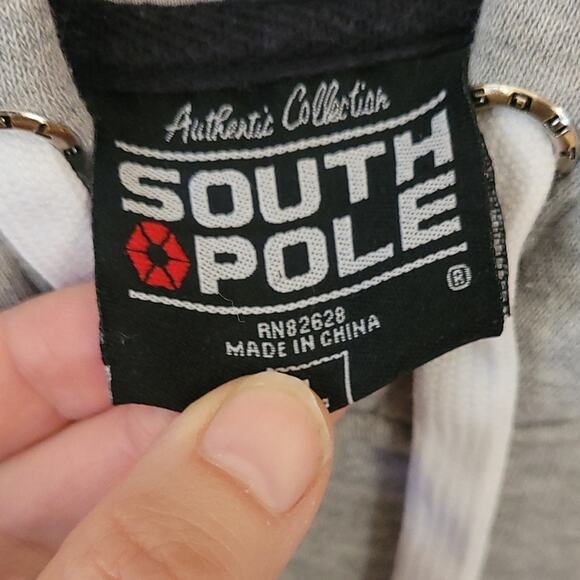 Authentic Collection
SOUTH
POLE
®
RN82628
MADE IN CHINA